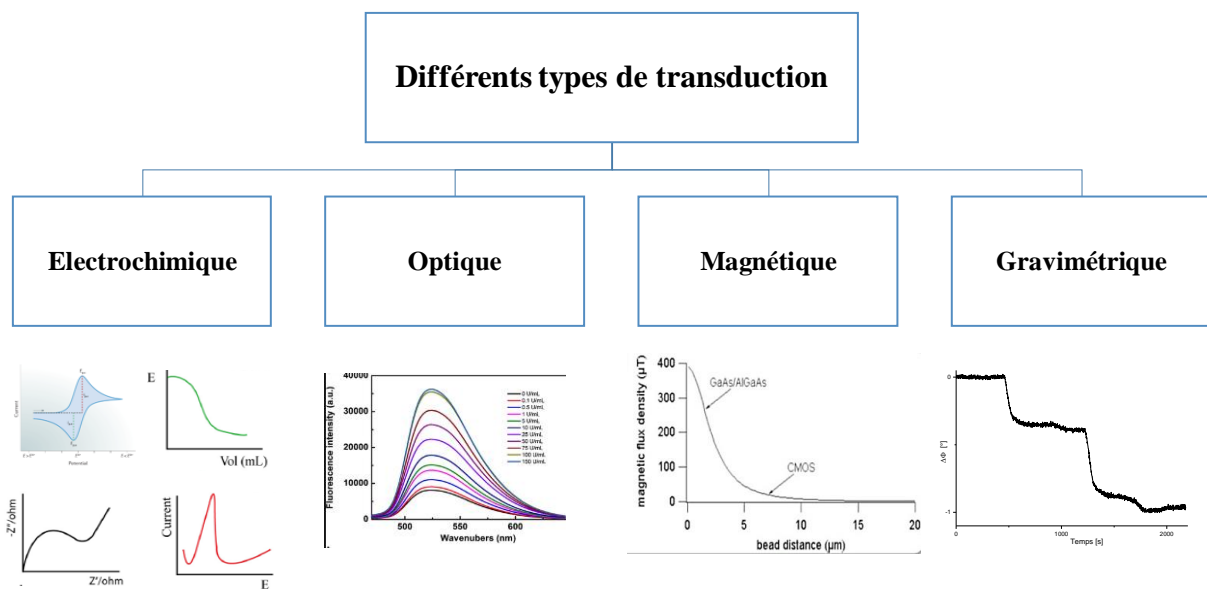 Différents types de transduction
Electrochimique
Optique
Magnétique
Gravimétrique
Current
Potential
E
Vol (mL)
-Z"/ohm
Z'/ohm
Current
E
Fluorescence intensity (a.u.)
40000
30000
20000
10000
0
500
550
600
Wavenubers (nm)
0 U/mL
0.1 U/mL
0.5 U/mL
1 U/mL
5 U/mL
10 U/mL
25 U/mL
50 U/mL
75 U/mL
100 U/mL
150 U/mL
magnetic flux density (µT)
400
300
200
100
0
GaAs/AlGaAs
CMOS
0
5
10
15
20
bead distance (µm)
ΔΦ [°]
0
-1
0
1000
2000
Temps [s]